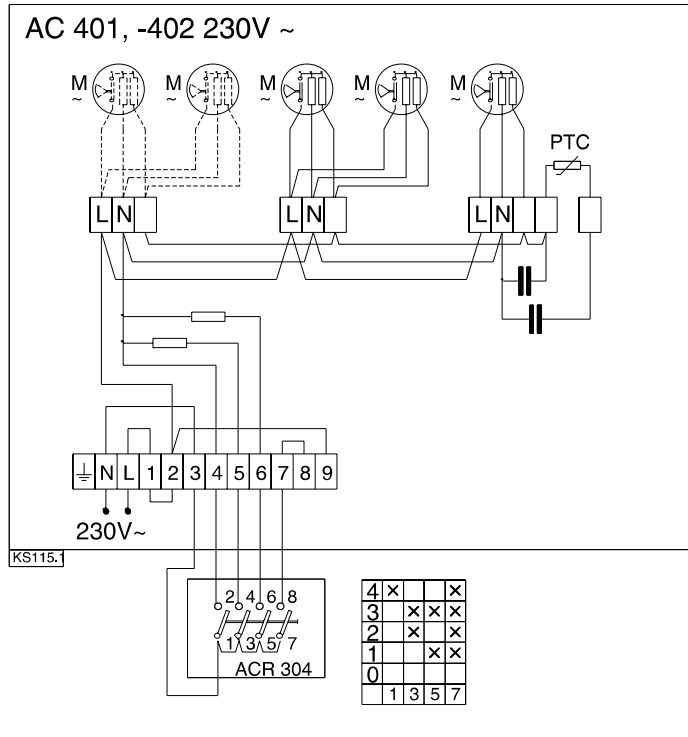 AC 401, -402 230V ~
M ~ M ~ M ~ M ~ M ~
PTC
L N L N L N
N L 1 2 3 4 5 6 7 8 9
230V~
KS115.1
2 4 6 8
1 3 5 7
ACR 304
4 × ×
3 × × ×
2 × ×
1 × ×
0
1 3 5 7